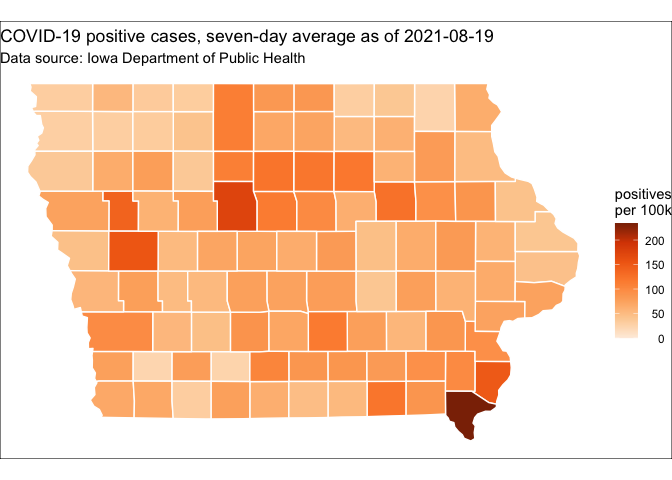 COVID-19 positive cases, seven-day average as of 2021-08-19
Data source: Iowa Department of Public Health
positives
per 100k
200
150
100
50
0